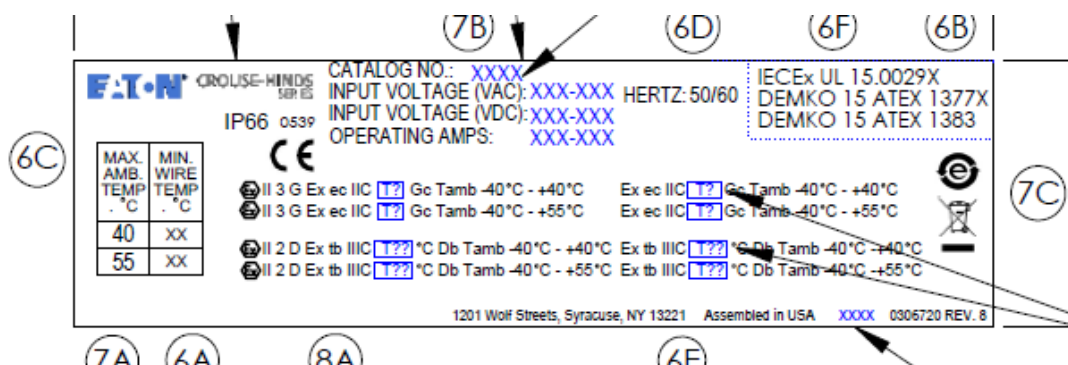 7B 6D 6F 6B
EATON CROUSE-HINDS SERIES
CATALOG NO.: XXXX
INPUT VOLTAGE (VAC): XXX-XXX HERTZ: 50/60
INPUT VOLTAGE (VDC): XXX-XXX
OPERATING AMPS: XXX-XXX
IECEx UL 15.0029X
DEMKO 15 ATEX 1377X
DEMKO 15 ATEX 1383
IP66 0539
CE
6C
7C
MAX. AMB. TEMP . °C
MIN. WIRE TEMP . °C
40 XX
55 XX
Ex II 3 G Ex ec IIC T? Gc Tamb -40°C - +40°C Ex ec IIC T? Gc Tamb -40°C - +40°C
Ex II 3 G Ex ec IIC T? Gc Tamb -40°C - +55°C Ex ec IIC T? Gc Tamb -40°C - +55°C
Ex II 2 D Ex tb IIIC T?? °C Db Tamb -40°C - +40°C Ex tb IIIC T?? °C Db Tamb -40°C - +40°C
Ex II 2 D Ex tb IIIC T?? °C Db Tamb -40°C - +55°C Ex tb IIIC T?? °C Db Tamb -40°C -+55°C
1201 Wolf Streets, Syracuse, NY 13221 Assembled in USA XXXX 0306720 REV. 8
7A 6A 8A 6E